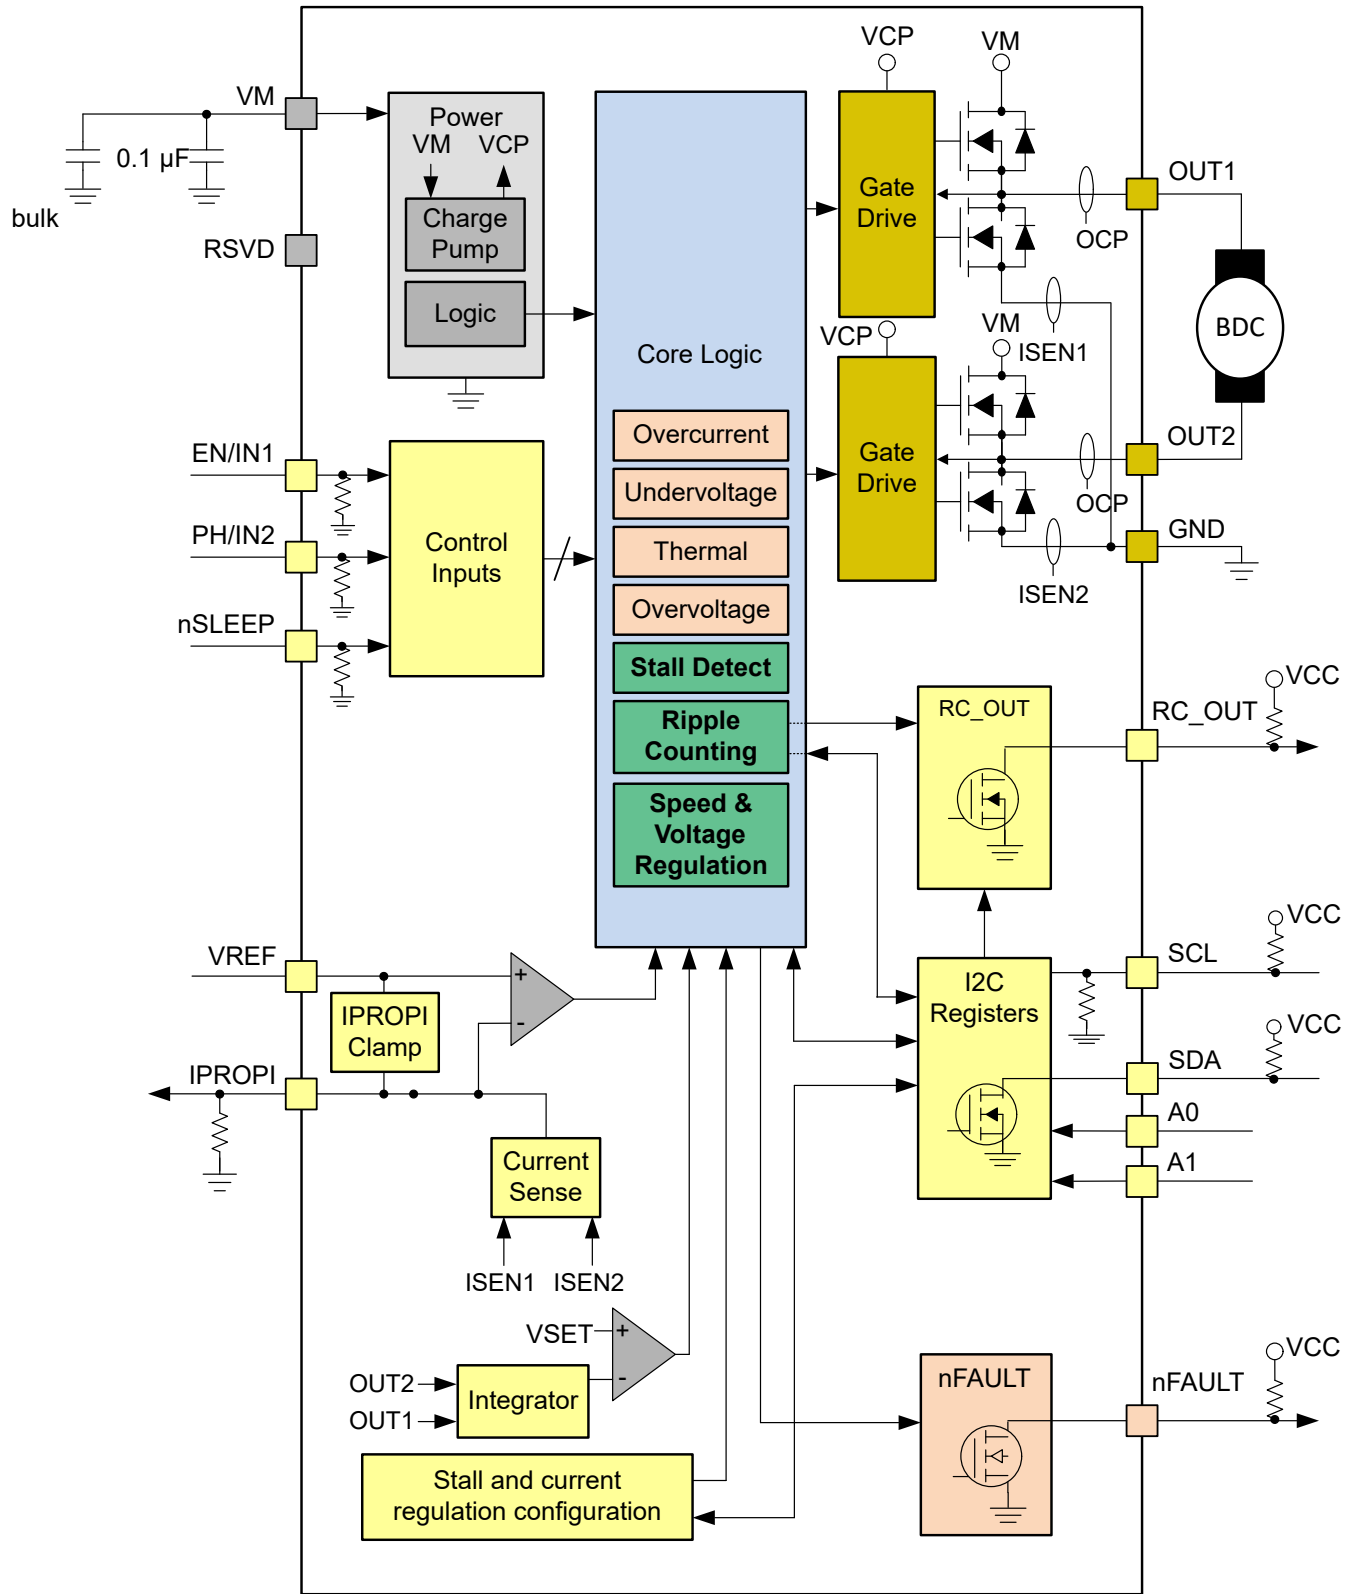 VM
0.1 µF
bulk
RSVD
Power
VM
VCP
Charge
Pump
Logic
EN/IN1
PH/IN2
nSLEEP
Control
Inputs
Core Logic
Overcurrent
Undervoltage
Thermal
Overvoltage
Stall Detect
Ripple
Counting
Speed &
Voltage
Regulation
VCP
VM
Gate
Drive
OCP
ISEN1
OUT1
BDC
VCP
VM
Gate
Drive
OCP
ISEN2
OUT2
GND
RC_OUT
RC_OUT
VCC
I2C
Registers
SCL
VCC
SDA
VCC
A0
A1
VREF
IPROPI
Clamp
+
-
IPROPI
Current
Sense
ISEN1
ISEN2
VSET
+
-
OUT2
OUT1
Integrator
Stall and current
regulation configuration
nFAULT
nFAULT
VCC